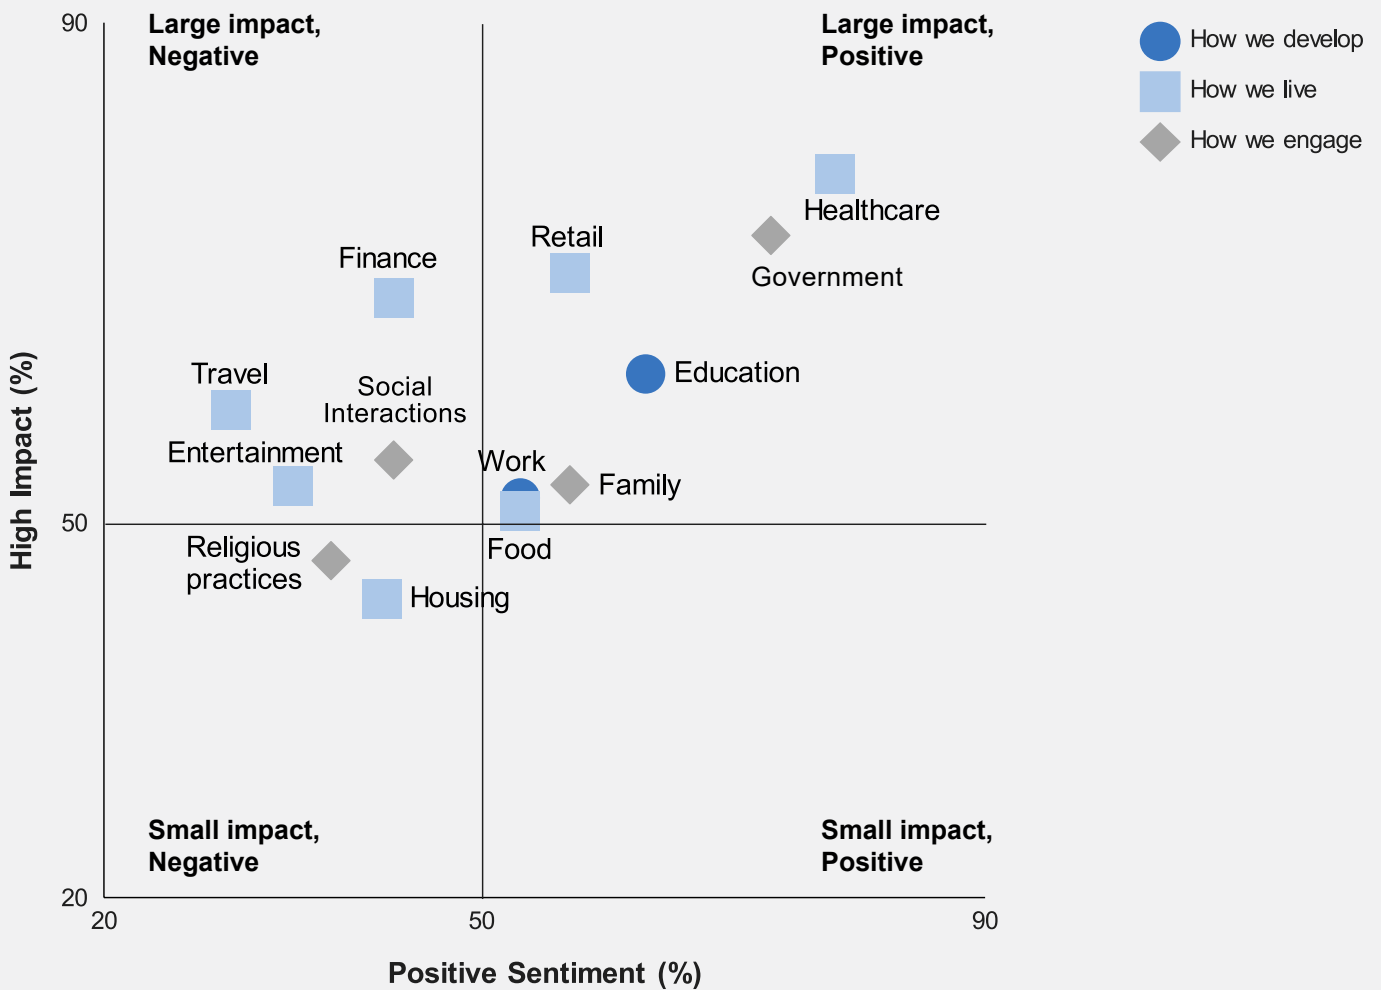 90
Large impact,
Negative
Large impact,
Positive
How we develop
How we live
How we engage
Healthcare
Retail
Government
Finance
Travel
Social
Interactions
Education
Entertainment
Work
Family
High Impact (%)
50
Food
Religious
practices
Housing
Small impact,
Negative
Small impact,
Positive
20
20
50
90
Positive Sentiment (%)